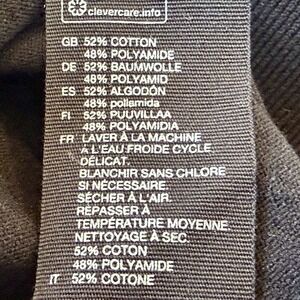 clevercare.info
GB 52% COTTON
48% POLYAMIDE
DE 52% BAUMWOLLE
48% POLYAMID
ES 52% ALGODÓN
48% poliamida
FI 52% PUUVILLAA
48% POLYAMIDIA
FR LAVER À LA MACHINE
À L'EAU FROIDE CYCLE
DÉLICAT.
BLANCHIR SANS CHLORE
SI NÉCESSAIRE.
SÉCHER À L'AIR.
REPASSER À
TEMPÉRATURE MOYENNE
NETTOYAGE À SEC
52% COTON
48% POLYAMIDE
IT 52% COTONE